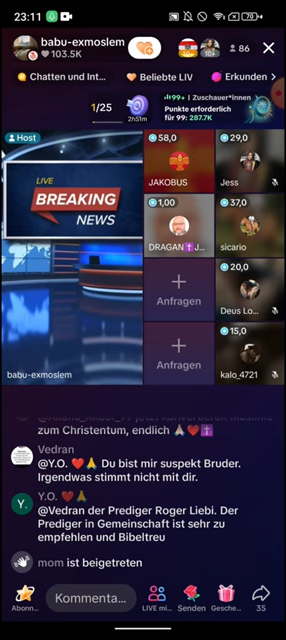 23:11
70
babu-exmoslem
103.5K
86
Chatten und Int...
Beliebte LIV
Erkunden
1/25
2h51m
99+ | Zuschauer*innen
Punkte erforderlich
für 99: 287.7K
Host
LIVE
BREAKING
NEWS
babu-exmoslem
58,0
JAKOBUS
29,0
Jess
1,00
DRAGAN✝️J...
37,0
sicario
Anfragen
20,0
Deus Lo...
Anfragen
15,0
kalo_4721
zum Christentum, endlich 🙏🏻❤️✝️
Vedran
@Y.O. ❤️🙏 Du bist mir suspekt Bruder.
Irgendwas stimmt nicht mit dir.
Y.
Y.O. ❤️🙏
@Vedran der Prediger Roger Liebi. Der
Prediger in Gemeinschaft ist sehr zu
empfehlen und Bibeltreu
mom ist beigetreten
Abonn...
Kommenta...
LIVE mi...
Senden
Gesche...
35